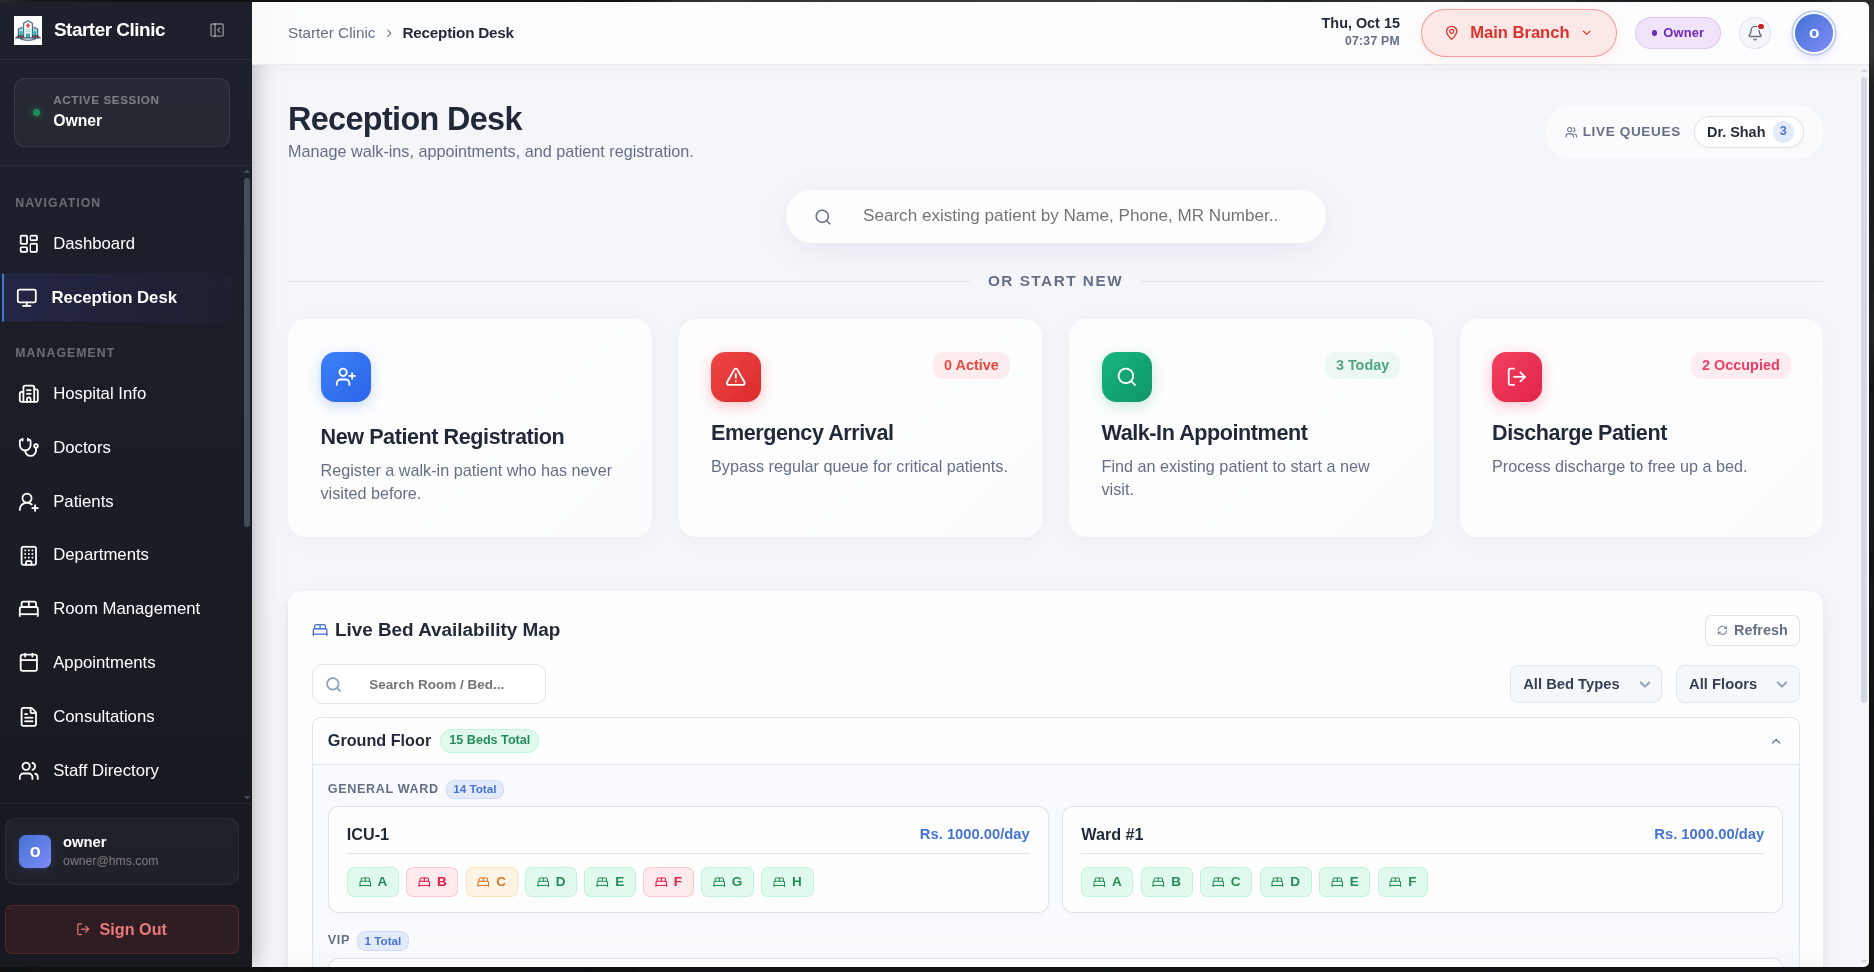 Starter Clinic
ACTIVE SESSION
Owner
NAVIGATION
Dashboard
Reception Desk
MANAGEMENT
Hospital Info
Doctors
Patients
Departments
Room Management
Appointments
Consultations
Staff Directory
o
owner
owner@hms.com
Sign Out
Starter Clinic > Reception Desk
Thu, Oct 15
07:37 PM
Main Branch
Owner
o
Reception Desk
Manage walk-ins, appointments, and patient registration.
LIVE QUEUES Dr. Shah 3
Search existing patient by Name, Phone, MR Number..
OR START NEW
New Patient Registration
Register a walk-in patient who has never
visited before.
0 Active
Emergency Arrival
Bypass regular queue for critical patients.
3 Today
Walk-In Appointment
Find an existing patient to start a new
visit.
2 Occupied
Discharge Patient
Process discharge to free up a bed.
Live Bed Availability Map
Refresh
Search Room / Bed...
All Bed Types
All Floors
Ground Floor 15 Beds Total
GENERAL WARD 14 Total
ICU-1 Rs. 1000.00/day
A B C D E F G H
Ward #1 Rs. 1000.00/day
A B C D E F
VIP 1 Total